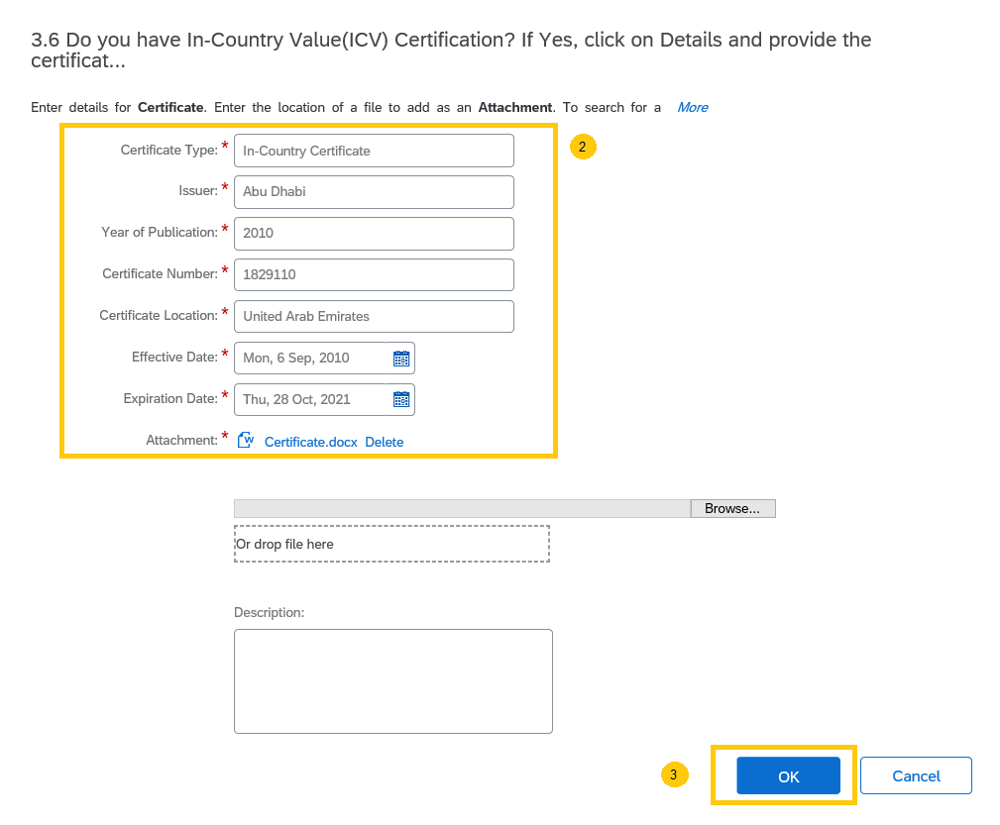 3.6 Do you have In-Country Value(ICV) Certification? If Yes, click on Details and provide the
certificat...
Enter details for Certificate. Enter the location of a file to add as an Attachment. To search for a More
Certificate Type: * In-Country Certificate
2
Issuer: * Abu Dhabi
Year of Publication: * 2010
Certificate Number: * 1829110
Certificate Location: * United Arab Emirates
Effective Date: * Mon, 6 Sep, 2010
Expiration Date: * Thu, 28 Oct, 2021
Attachment: * W Certificate.docx Delete
Browse...
Or drop file here
Description:
3
OK
Cancel